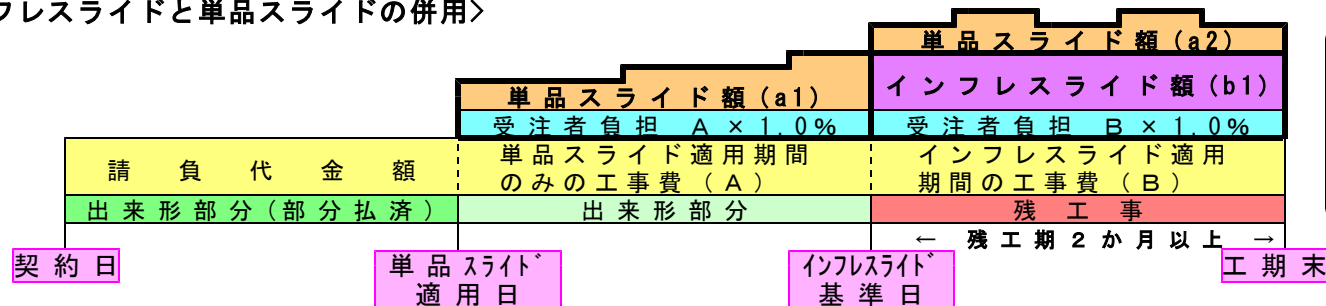 フレスライドと単品スライドの併用>
単品スライド額(a2)
インフレスライド額(b1)
単品スライド額(a1)
受注者負担 A×1.0%
受注者負担 B×1.0%
請負代金額
単品スライド適用期間
のみの工事費(A)
インフレスライド適用
期間の工事費(B)
出来形部分(部分払済)
出来形部分
残工事
← 残工期2か月以上 →
契約日
単品スライド
適用日
インフレスライド
基準日
工期末